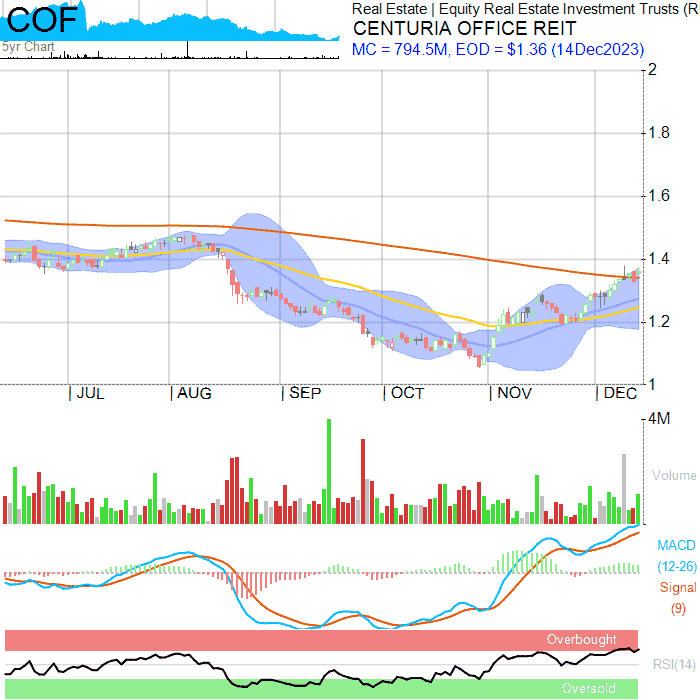 COF
5yr Chart
Real Estate | Equity Real Estate Investment Trusts (R
CENTURIA OFFICE REIT
MC = 794.5M, EOD = $1.36 (14Dec2023)
2
1.8
1.6
1.4
1.2
1
JUL AUG SEP OCT NOV DEC
4M
Volume
MACD
(12-26)
Signal
(9)
Overbought
RSI(14)
Oversold